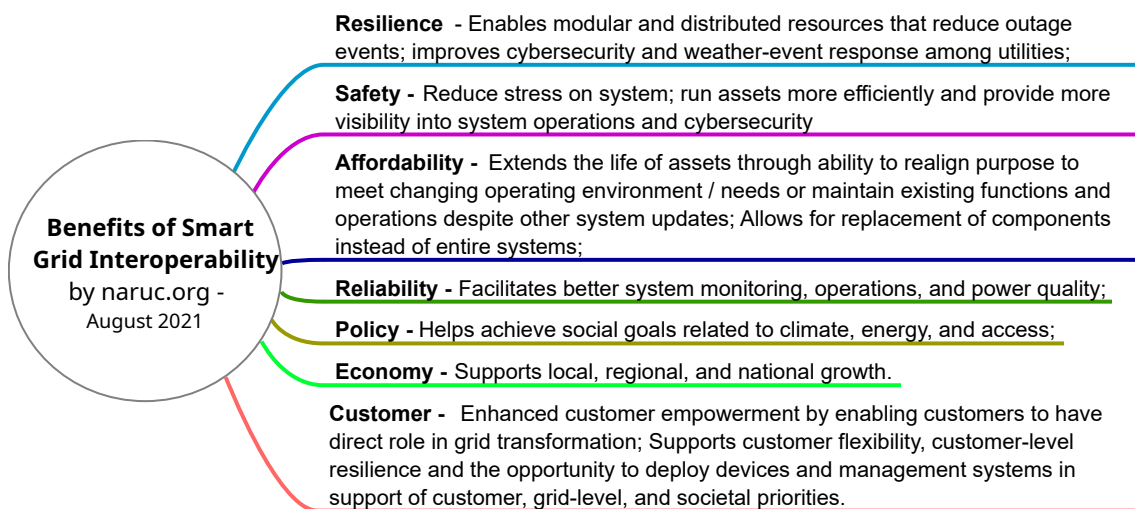 Resilience - Enables modular and distributed resources that reduce outage
events; improves cybersecurity and weather-event response among utilities;
Safety - Reduce stress on system; run assets more efficiently and provide more
visibility into system operations and cybersecurity
Affordability - Extends the life of assets through ability to realign purpose to
meet changing operating environment / needs or maintain existing functions and
operations despite other system updates; Allows for replacement of components
instead of entire systems;
Benefits of Smart
Grid Interoperability
by naruc.org -
August 2021
Reliability - Facilitates better system monitoring, operations, and power quality;
Policy - Helps achieve social goals related to climate, energy, and access;
Economy - Supports local, regional, and national growth.
Customer - Enhanced customer empowerment by enabling customers to have
direct role in grid transformation; Supports customer flexibility, customer-level
resilience and the opportunity to deploy devices and management systems in
support of customer, grid-level, and societal priorities.